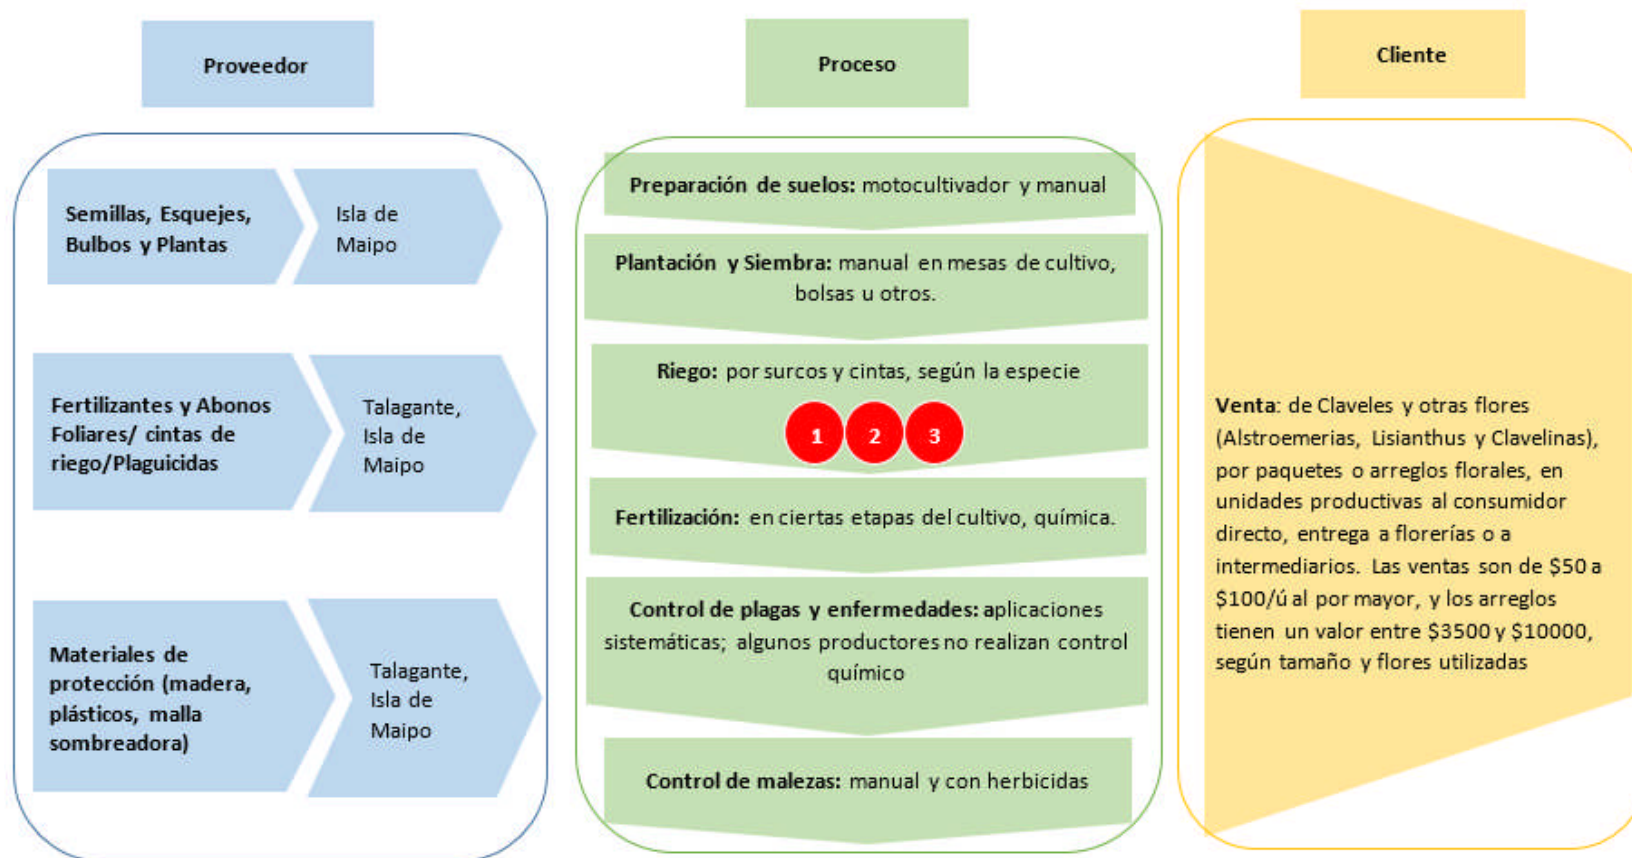 Proveedor
Semillas, Esquejes,
Bulbos y Plantas
Isla de
Maipo
Fertilizantes y Abonos
Foliares/ cintas de
riego/Plaguicidas
Talagante,
Isla de
Maipo
Materiales de
protección (madera,
plásticos, malla
sombreadora)
Talagante,
Isla de
Maipo
Proceso
Preparación de suelos: motocultivador y manual
Plantación y Siembra: manual en mesas de cultivo,
bolsas u otros.
Riego: por surcos y cintas, según la especie
1 2 3
Fertilización: en ciertas etapas del cultivo, química.
Control de plagas y enfermedades: aplicaciones
sistemáticas; algunos productores no realizan control
químico
Control de malezas: manual y con herbicidas
Cliente
Venta: de Claveles y otras flores
(Alstroemerias, Lisianthus y Clavelinas),
por paquetes o arreglos florales, en
unidades productivas al consumidor
directo, entrega a florerías o a
intermediarios. Las ventas son de $50 a
$100/ú al por mayor, y los arreglos
tienen un valor entre $3500 y $10000,
según tamaño y flores utilizadas